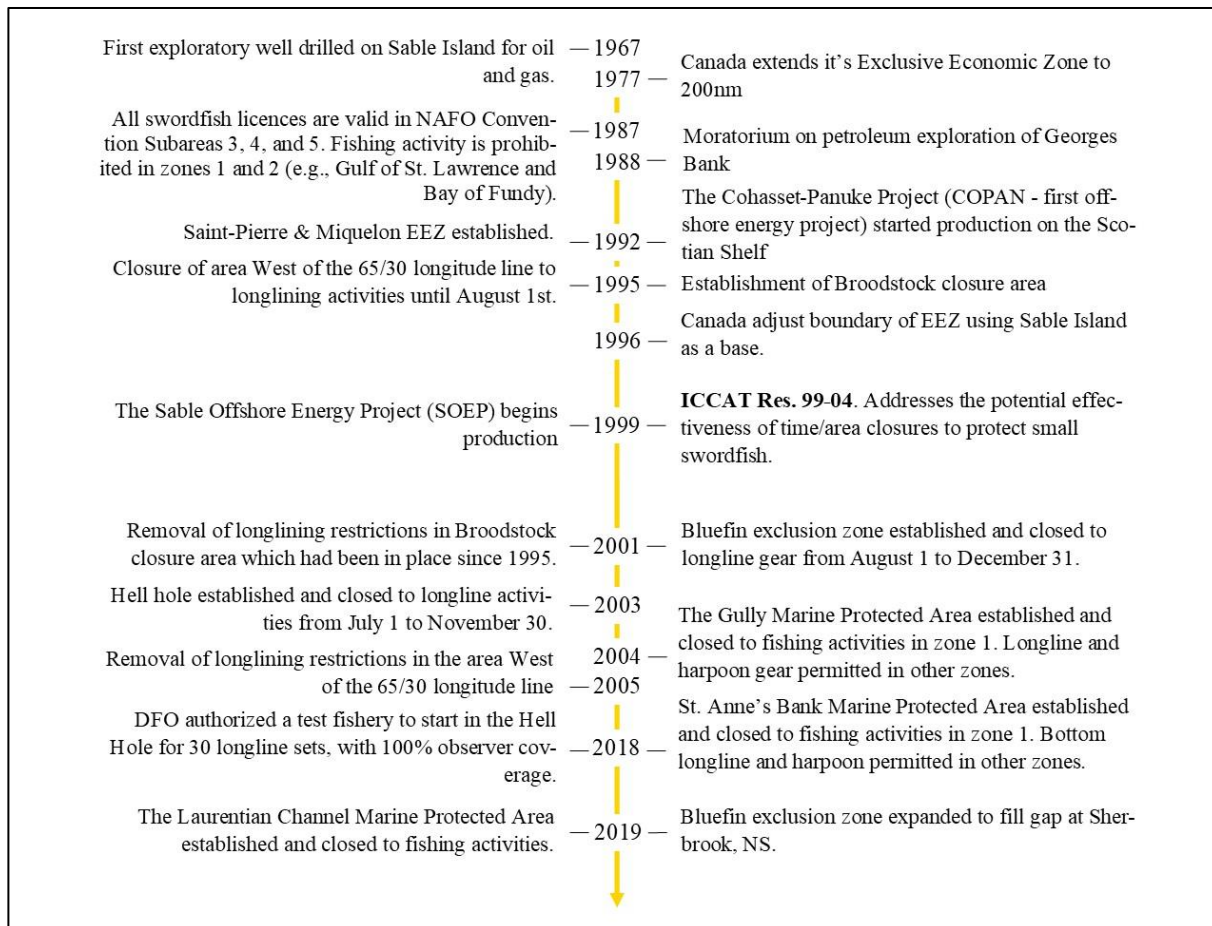 First exploratory well drilled on Sable Island for oil
and gas.
1967
1977
Canada extends it's Exclusive Economic Zone to
200nm
All swordfish licences are valid in NAFO Conven-
tion Subareas 3, 4, and 5. Fishing activity is prohib-
ited in zones 1 and 2 (e.g., Gulf of St. Lawrence and
Bay of Fundy).
1987
1988
Moratorium on petroleum exploration of Georges
Bank
Saint-Pierre & Miquelon EEZ established.
1992
The Cohasset-Panuke Project (COPAN - first off-
shore energy project) started production on the Sco-
tian Shelf
Closure of area West of the 65/30 longitude line to
longlining activities until August 1st.
1995
Establishment of Broodstock closure area
1996
Canada adjust boundary of EEZ using Sable Island
as a base.
The Sable Offshore Energy Project (SOEP) begins
production
1999
ICCAT Res. 99-04. Addresses the potential effec-
tiveness of time/area closures to protect small
swordfish.
Removal of longlining restrictions in Broodstock
closure area which had been in place since 1995.
2001
Bluefin exclusion zone established and closed to
longline gear from August 1 to December 31.
Hell hole established and closed to longline activi-
ties from July 1 to November 30.
2003
2004
The Gully Marine Protected Area established and
closed to fishing activities in zone 1. Longline and
harpoon gear permitted in other zones.
Removal of longlining restrictions in the area West
of the 65/30 longitude line
2005
DFO authorized a test fishery to start in the Hell
Hole for 30 longline sets, with 100% observer cov-
erage.
2018
St. Anne's Bank Marine Protected Area established
and closed to fishing activities in zone 1. Bottom
longline and harpoon permitted in other zones.
The Laurentian Channel Marine Protected Area
established and closed to fishing activities.
2019
Bluefin exclusion zone expanded to fill gap at Sher-
brook, NS.